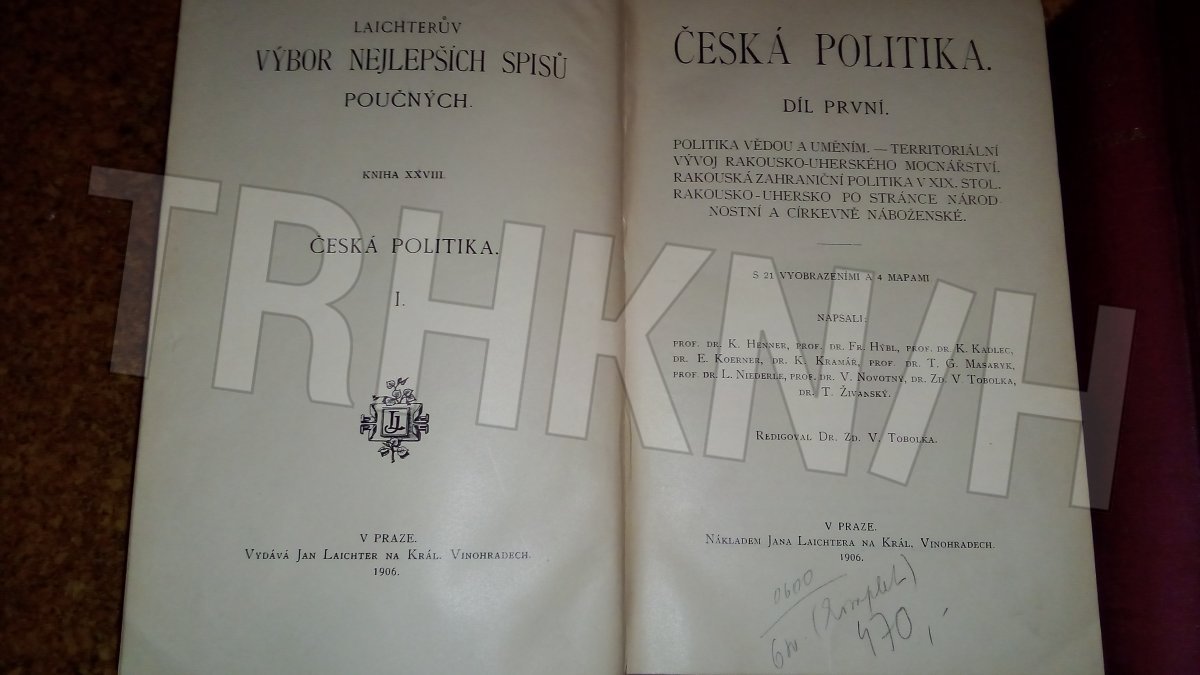 LAICHTERŮV
VÝBOR NEJLEPŠÍCH SPISŮ
POUČNÝCH.
KNIHA XXVIII.
ČESKÁ POLITIKA.
I.
JL
V PRAZE.
VYDÁVÁ JAN LAICHTER NA KRÁL. VINOHRADECH.
1906.
ČESKÁ POLITIKA.
DÍL PRVNÍ.
POLITIKA VĚDOU A UMĚNÍM. — TERRITORIÁLNÍ
VÝVOJ RAKOUSKO-UHERSKÉHO MOCNÁŘSTVÍ.
RAKOUSKÁ ZAHRANIČNÍ POLITIKA V XIX. STOL.
RAKOUSKO-UHERSKO PO STRÁNCE NÁROD-
NOSTNÍ A CÍRKEVNĚ NÁBOŽENSKÉ.
S 21 VYOBRAZENÍMI A 4 MAPAMI
NAPSALI:
PROF. DR. K. HENNER, PROF. DR. FR. HÝBL, PROF. DR. K. KADLEC,
DR. E. KOERNER, DR. K. KRAMÁŘ, PROF. DR. T. G. MASARYK,
PROF. DR. L. NIEDERLE, PROF. DR. V. NOVOTNÝ, DR. ZD. V. TOBOLKA,
DR. T. ŽIVANSKÝ.
REDIGOVAL DR. ZD. V. TOBOLKA.
V PRAZE.
NÁKLADEM JANA LAICHTERA NA KRÁL. VINOHRADECH.
1906.
0600
(komplet)
470,-
TRHKNIH